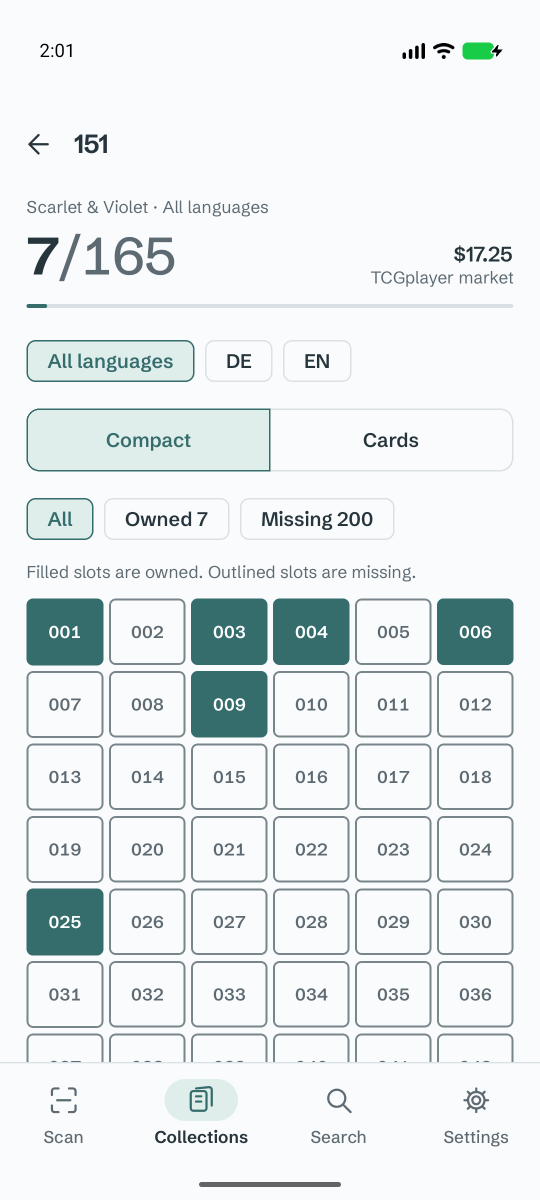 2:01
151
Scarlet & Violet · All languages
7/165
$17.25
TCGplayer market
All languages DE EN
Compact Cards
All Owned 7 Missing 200
Filled slots are owned. Outlined slots are missing.
001 002 003 004 005 006
007 008 009 010 011 012
013 014 015 016 017 018
019 020 021 022 023 024
025 026 027 028 029 030
031 032 033 034 035 036
Scan Collections Search Settings